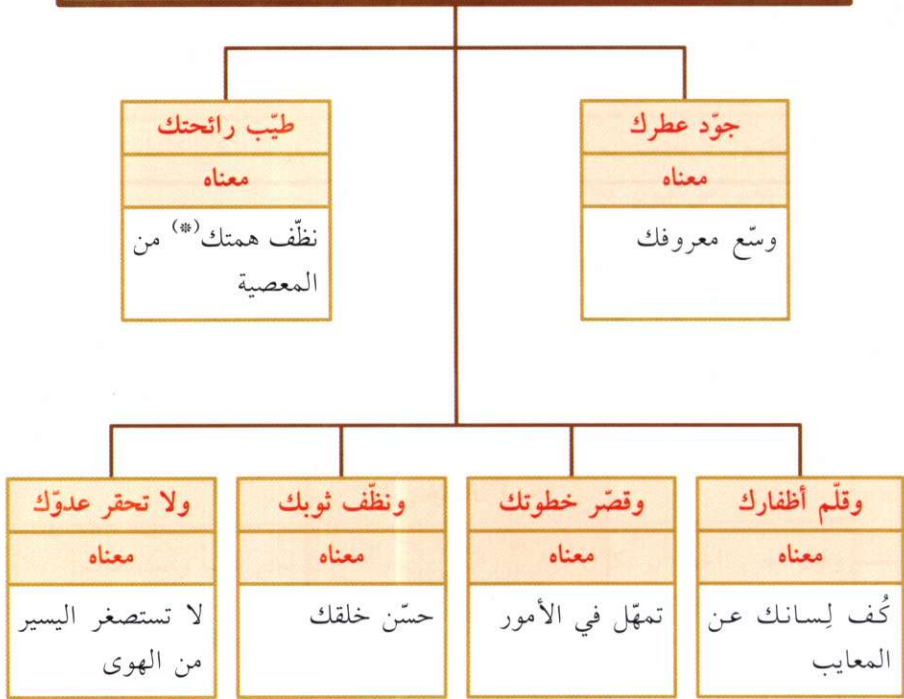 جوّد عطرك
معناه
وسّع معروفك
طيّب رائحتك
معناه
نظّف همتك(*) من
المعصية
وقلّم أظفارك
معناه
كُف لِسانك عن
المعايب
وقصّر خطوتك
معناه
تمهّل في الأمور
ونظّف ثوبك
معناه
حسّن خلقك
ولا تحقر عدوّك
معناه
لا تستصغر اليسير
من الهوى